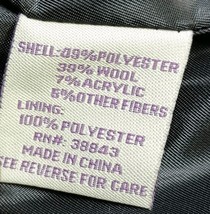 SHELL:49%POLYESTER
39% WOOL
7% ACRYLIC
5%OTHER FIBERS
LINING:
100% POLYESTER
RN#: 39843
MADE IN CHINA
SEE REVERSE FOR CARE